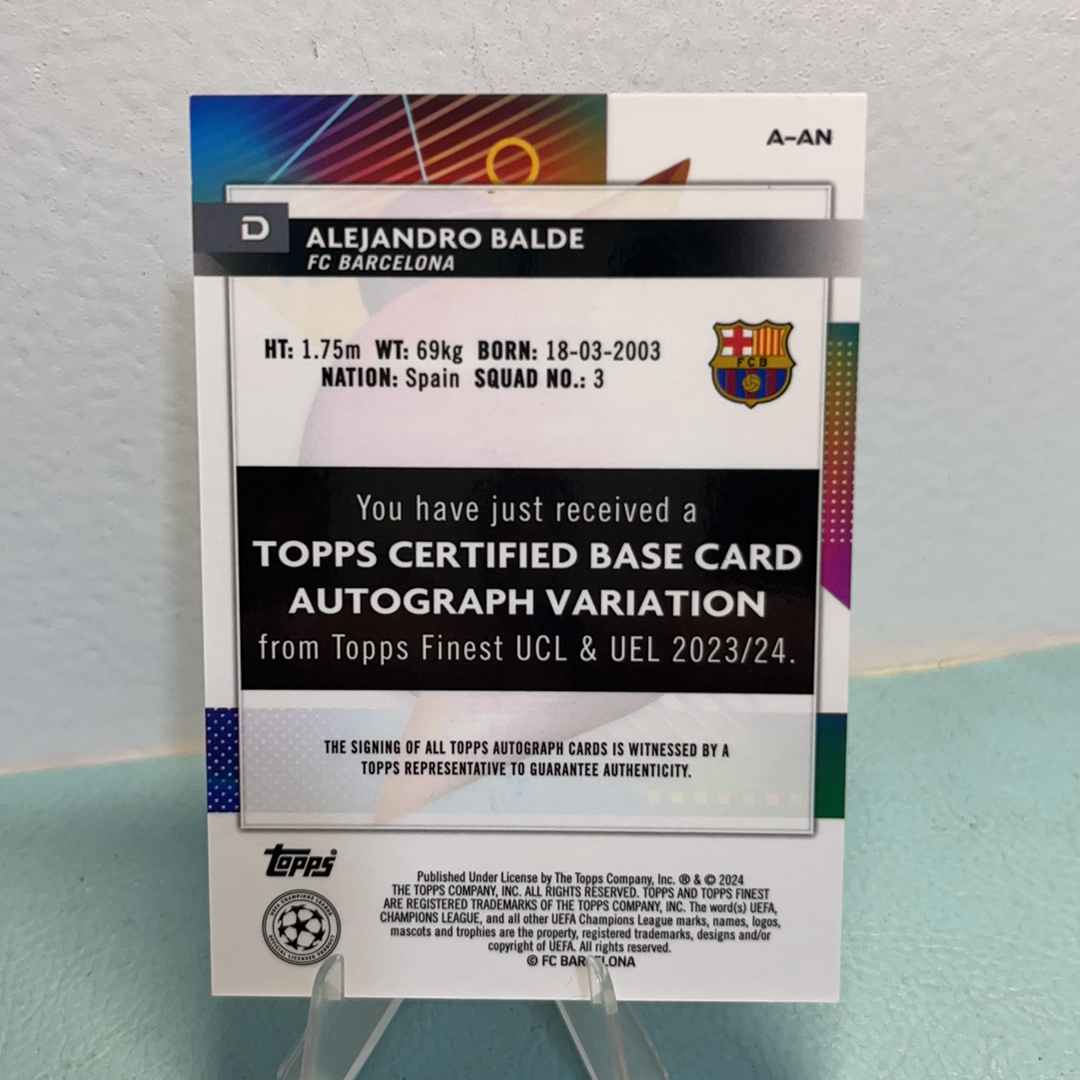 A-AN
D
ALEJANDRO BALDE
FC BARCELONA
HT: 1.75m WT: 69kg BORN: 18-03-2003
NATION: Spain SQUAD NO.: 3
FCB
You have just received a
TOPPS CERTIFIED BASE CARD
AUTOGRAPH VARIATION
from Topps Finest UCL & UEL 2023/24.
THE SIGNING OF ALL TOPPS AUTOGRAPH CARDS IS WITNESSED BY A
TOPPS REPRESENTATIVE TO GUARANTEE AUTHENTICITY.
topps®
UEFA CHAMPIONS LEAGUE
OFFICIAL LICENSED PRODUCT
Published Under License by The Topps Company, Inc. ® & © 2024
THE TOPPS COMPANY, INC. ALL RIGHTS RESERVED. TOPPS AND TOPPS FINEST
ARE REGISTERED TRADEMARKS OF THE TOPPS COMPANY, INC. The word(s) UEFA,
CHAMPIONS LEAGUE, and all other UEFA Champions League marks, names, logos,
mascots and trophies are the property, registered trademarks, designs and/or
copyright of UEFA. All rights reserved.
© FC BARCELONA